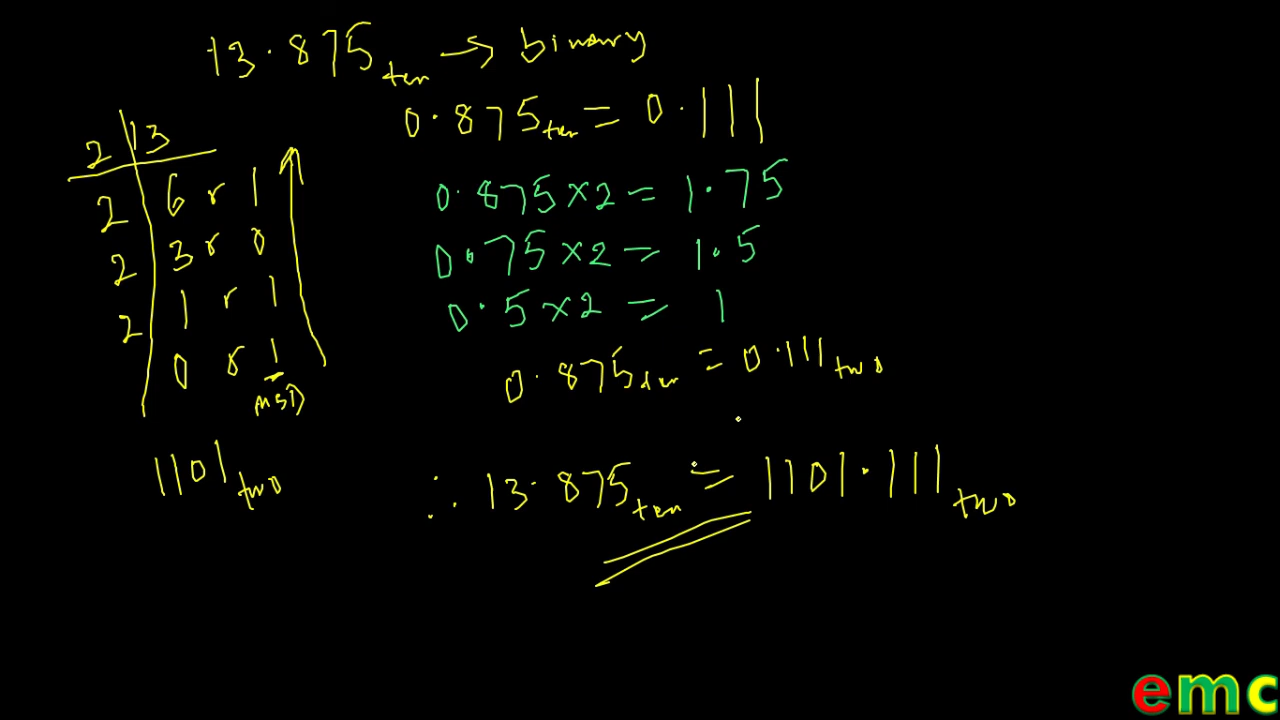 13.875ten → binary
0.875ten = 0.111
2 | 13
2 | 6 r 1
2 | 3 r 0
2 | 1 r 1
0 r 1
MSD
1101two
0.875×2 = 1.75
0.75×2 = 1.5
0.5×2 = 1
0.875ten = 0.111two
∴ 13.875ten = 1101.111two
emc